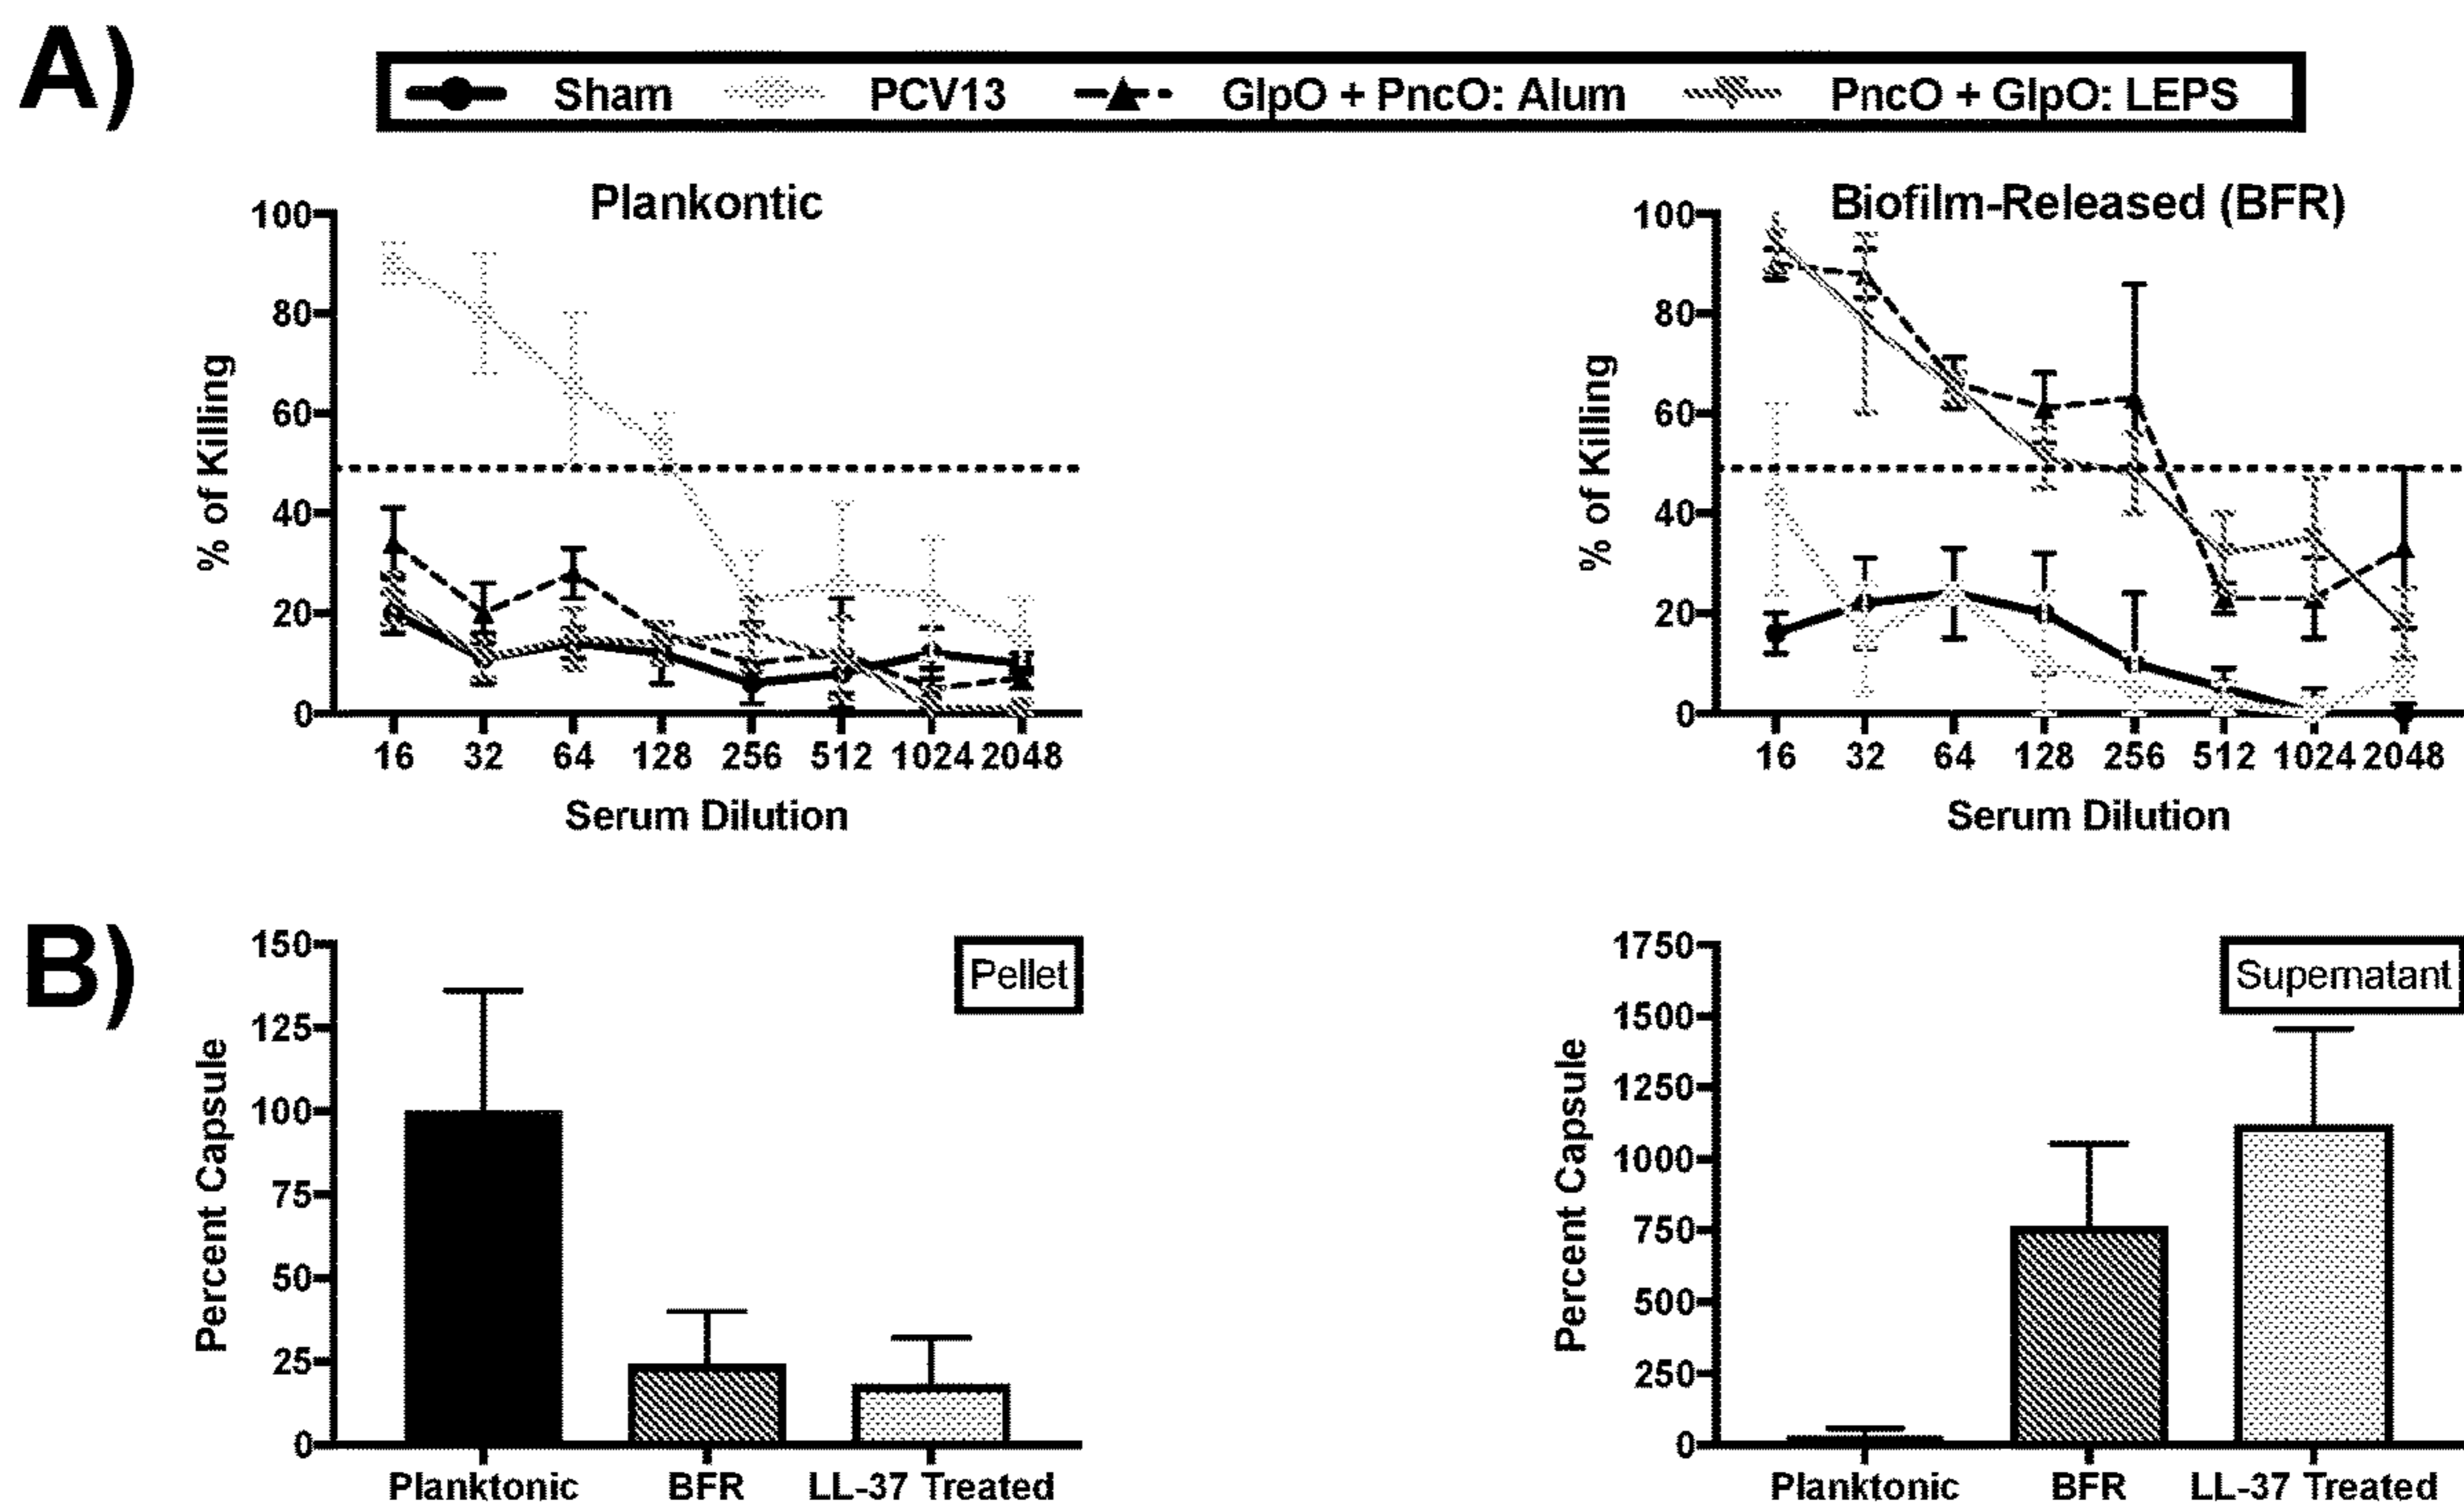 A)
Sham PCV13 GlpO + PncO: Alum PncO + GlpO: LEPS
Plankontic
100
80
60
40
20
0
% of Killing
16 32 64 128 256 512 1024 2048
Serum Dilution
Biofilm-Released (BFR)
100
80
60
40
20
0
% of Killing
16 32 64 128 256 512 1024 2048
Serum Dilution
B)
Pellet
150
125
100
75
50
25
0
Percent Capsule
Planktonic BFR LL-37 Treated
Supernatant
1750
1500
1250
1000
750
500
250
0
Percent Capsule
Planktonic BFR LL-37 Treated